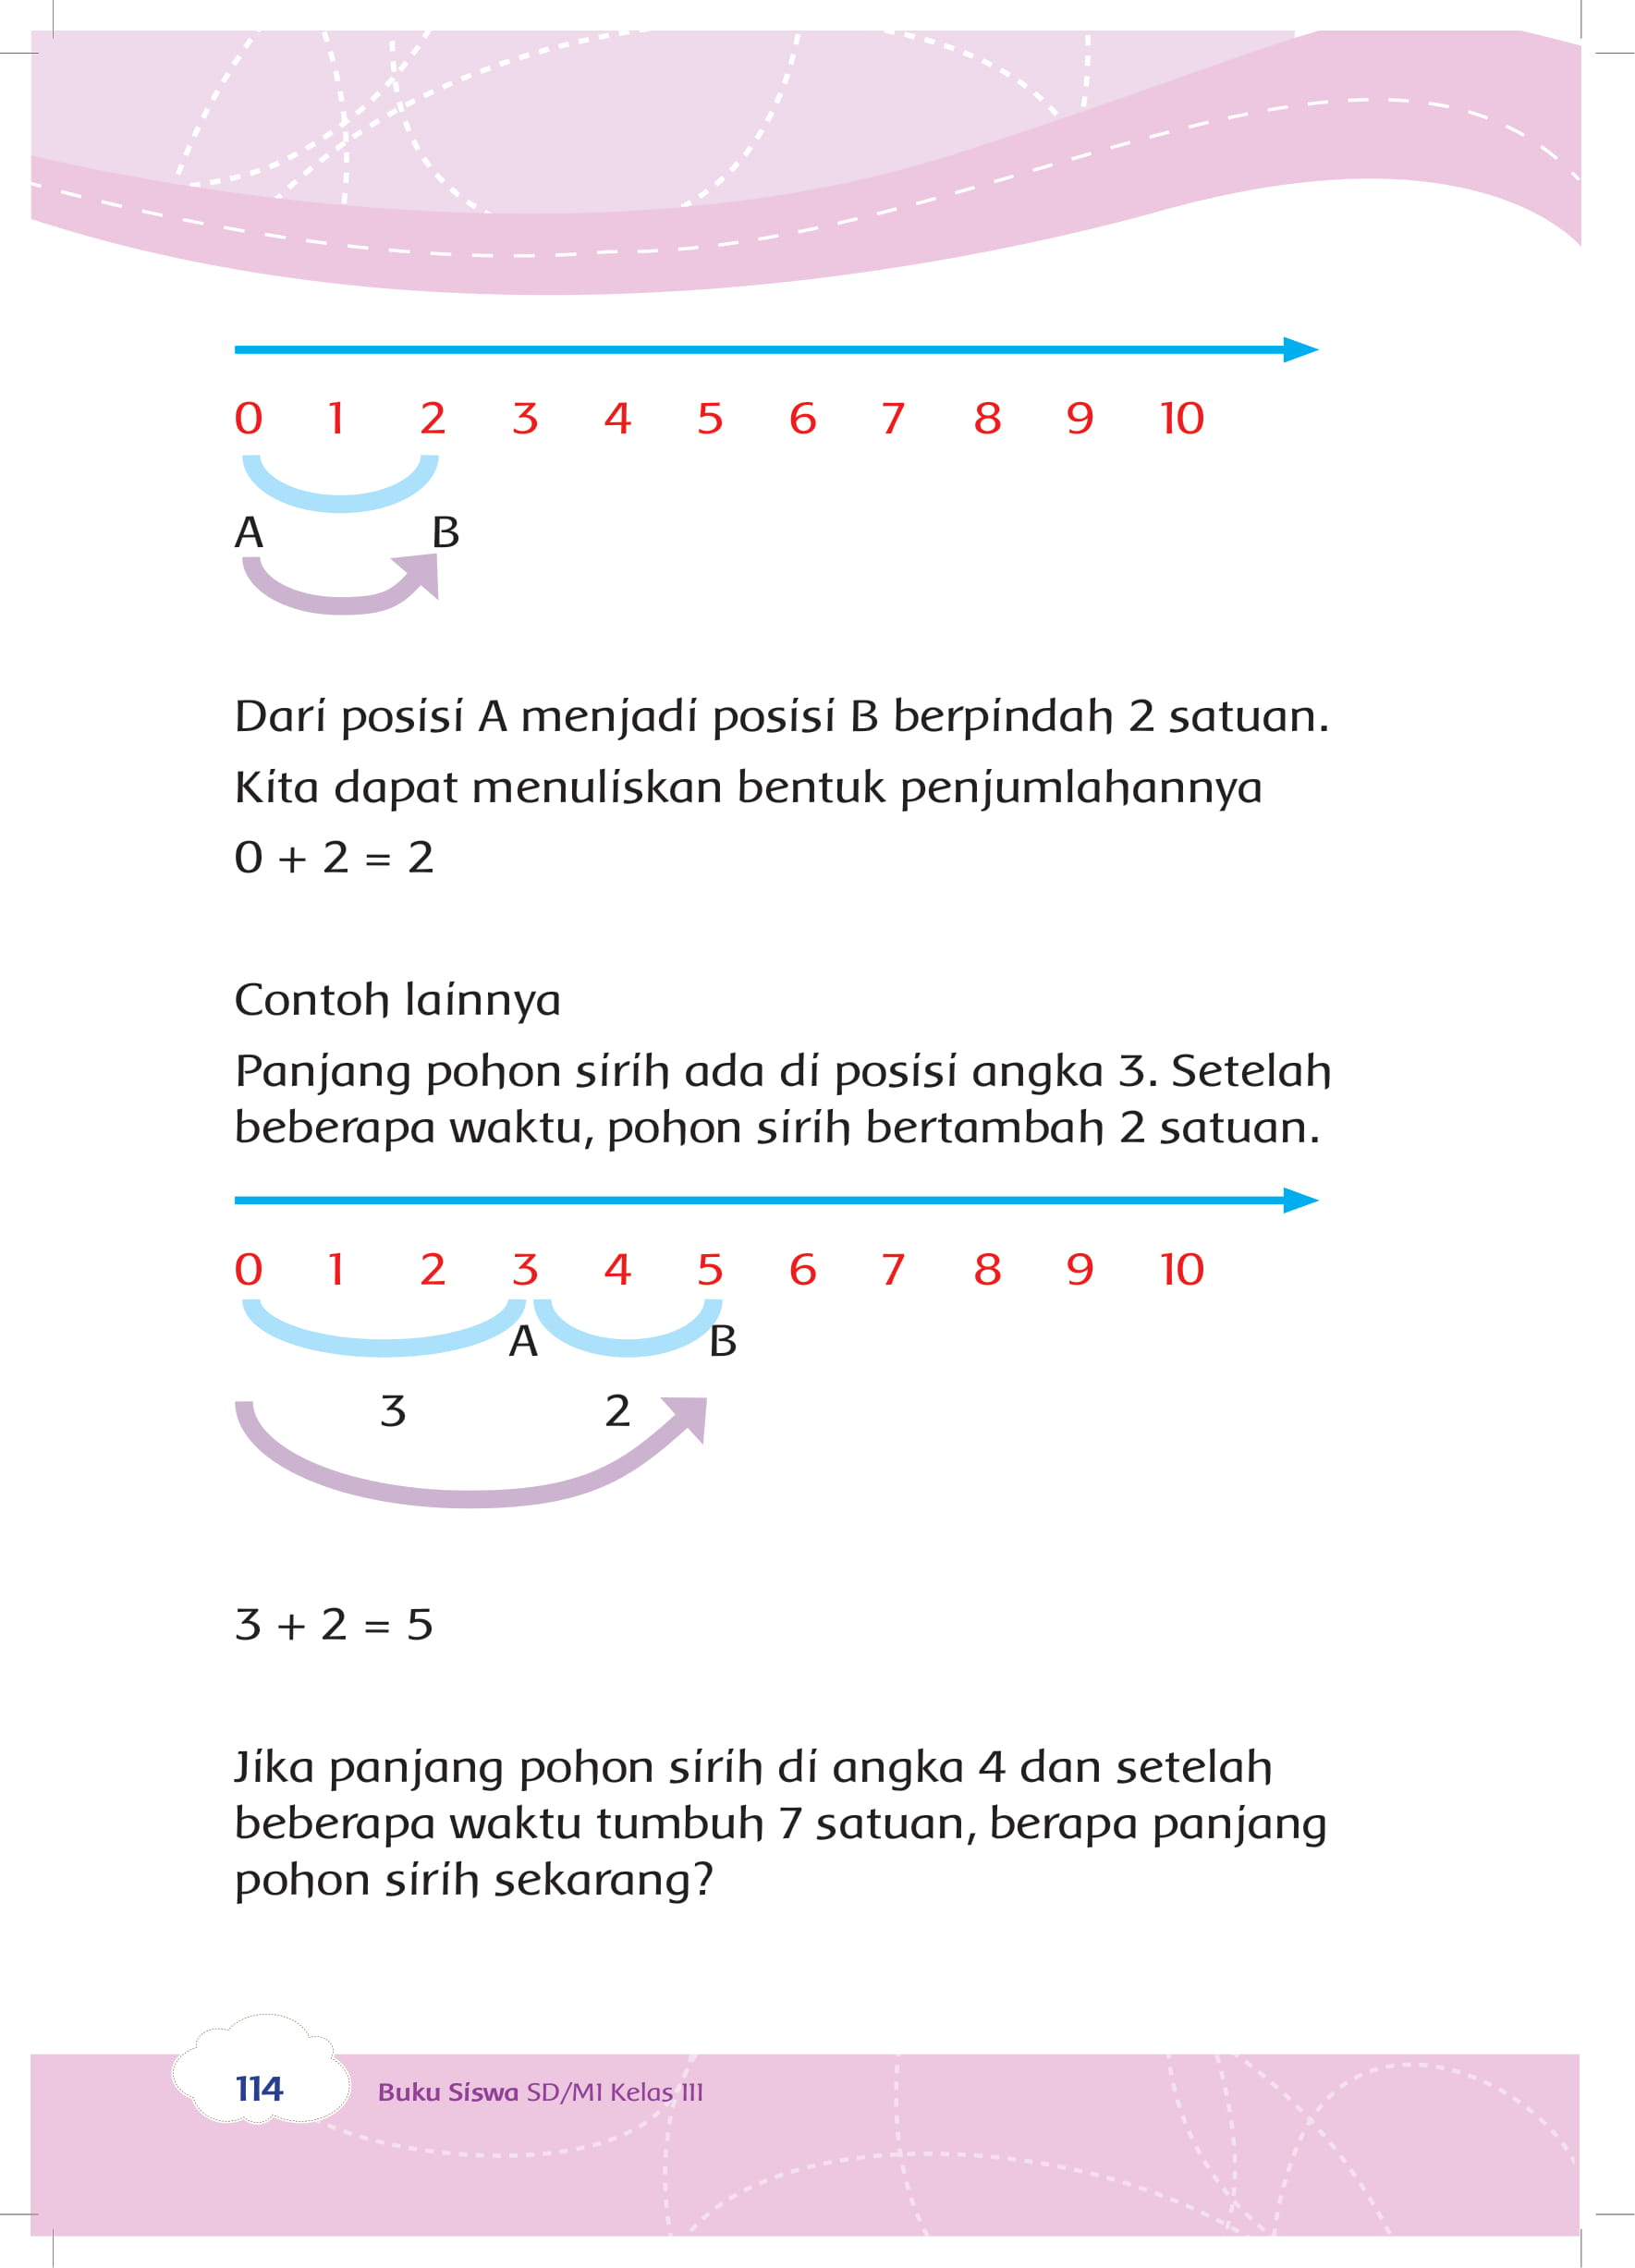 0 1 2 3 4 5 6 7 8 9 10
A B
Dari posisi A menjadi posisi B berpindah 2 satuan.
Kita dapat menuliskan bentuk penjumlahannya
0 + 2 = 2
Contoh lainnya
Panjang pohon sirih ada di posisi angka 3. Setelah
beberapa waktu, pohon sirih bertambah 2 satuan.
0 1 2 3 4 5 6 7 8 9 10
A B
3 2
3 + 2 = 5
Jika panjang pohon sirih di angka 4 dan setelah
beberapa waktu tumbuh 7 satuan, berapa panjang
pohon sirih sekarang?
114 Buku Siswa SD/MI Kelas III